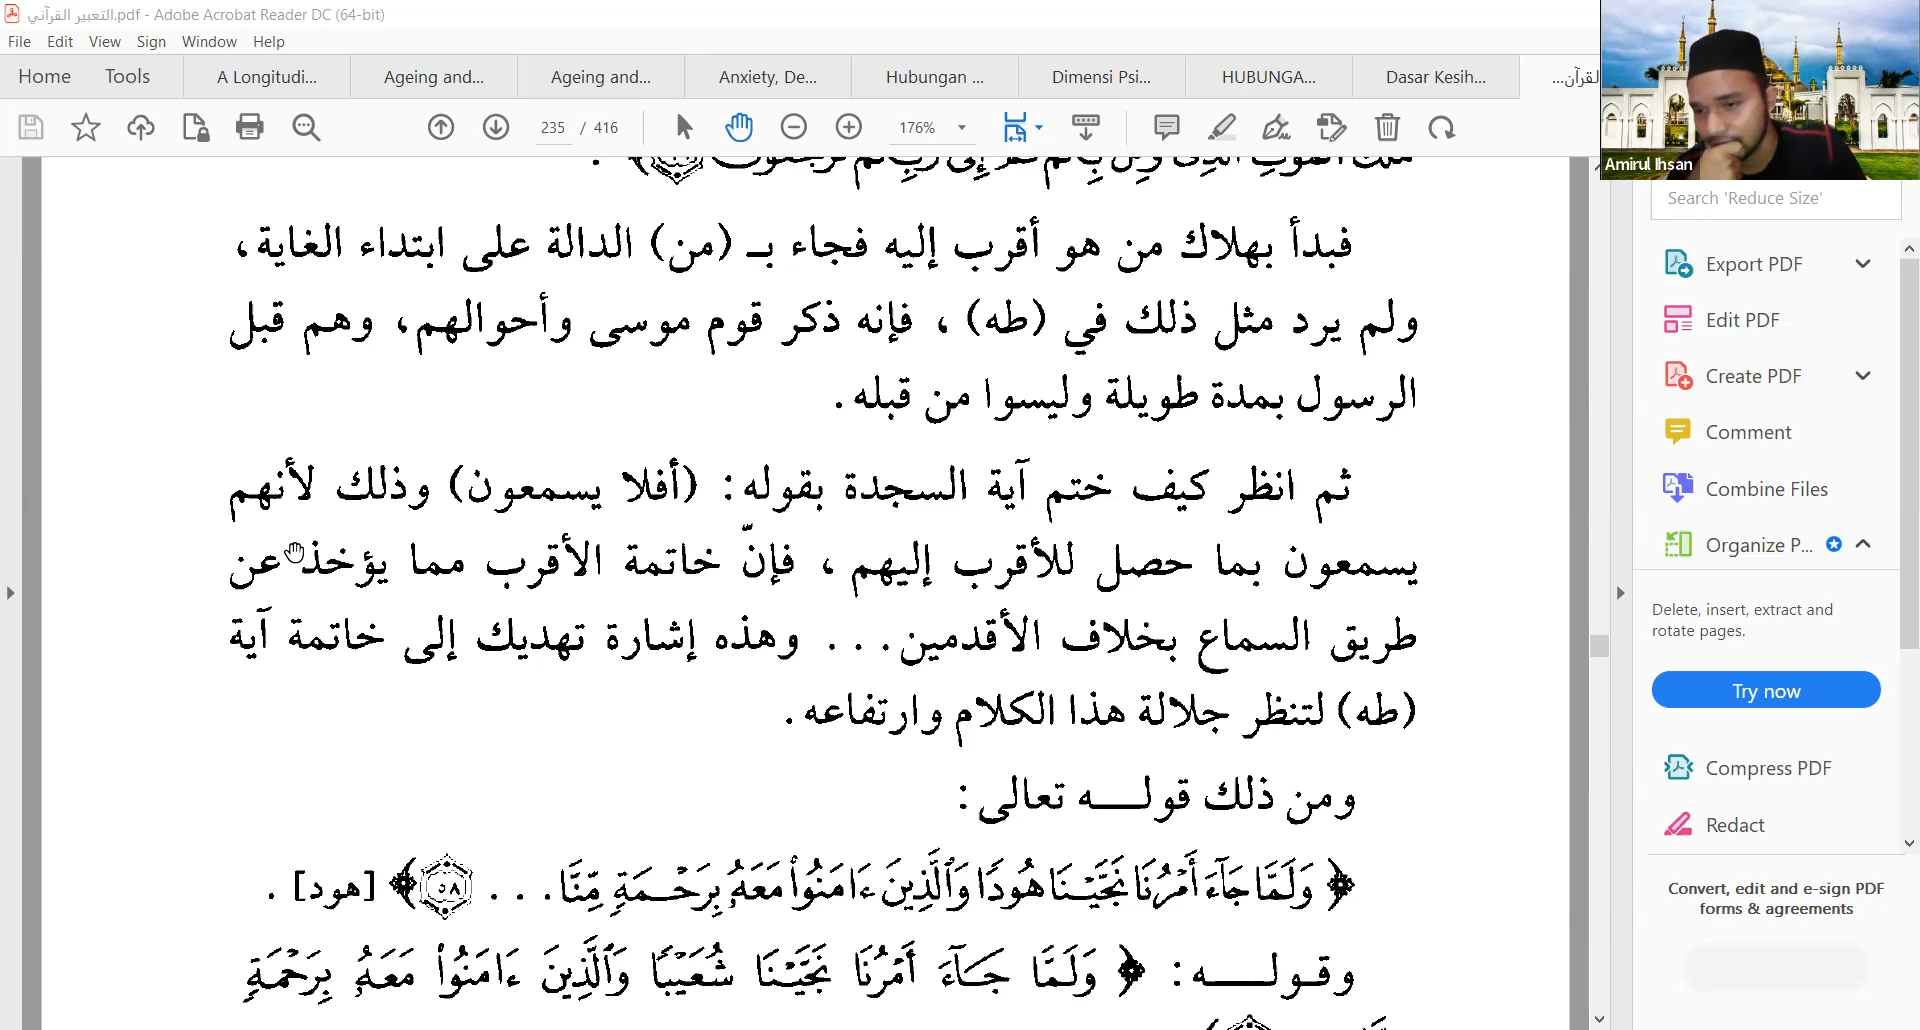 التعبير القرآني.pdf - Adobe Acrobat Reader DC (64-bit)
File Edit View Sign Window Help
Home Tools A Longitudi... Ageing and... Ageing and... Anxiety, De... Hubungan ... Dimensi Psi... HUBUNGA... Dasar Kesih...
235 / 416 176%
Amirul Ihsan
فبدأ بهلاك من هو أقرب إليه فجاء بـ (من) الدالة على ابتداء الغاية،
ولم يرد مثل ذلك في (طه) ، فإنه ذكر قوم موسى وأحوالهم، وهم قبل
الرسول بمدة طويلة وليسوا من قبله .
ثم انظر كيف ختم آية السجدة بقوله: (أفلا يسمعون) وذلك لأنهم
يسمعون بما حصل للأقرب إليهم ، فإنّ خاتمة الأقرب مما يؤخذ عن
طريق السماع بخلاف الأقدمين... وهذه إشارة تهديك إلى خاتمة آية
(طه) لتنظر جلالة هذا الكلام وارتفاعه .
ومن ذلك قولـــه تعالى:
﴿ وَلَمَّا جَآءَ أَمْرُنَا نَجَّيْنَا هُودًا وَٱلَّذِينَ ءَامَنُوا۟ مَعَهُۥ بِرَحْمَةٍ مِّنَّا . . . ٥٨ ﴾ [هود] .
وقولـــــه: ﴿ وَلَمَّا جَآءَ أَمْرُنَا نَجَّيْنَا شُعَيْبًا وَٱلَّذِينَ ءَامَنُوا۟ مَعَهُۥ بِرَحْمَةٍ
Search 'Reduce Size'
Export PDF
Edit PDF
Create PDF
Comment
Combine Files
Organize P...
Delete, insert, extract and
rotate pages.
Try now
Compress PDF
Redact
Convert, edit and e-sign PDF
forms & agreements